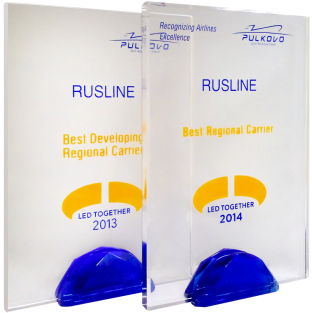 PULKOVO
RUSLINE
Best Developing
Regional Carrier
LED TOGETHER
2013
Recognizing Airlines
Excellence
PULKOVO
RUSLINE
Best Regional Carrier
LED TOGETHER
2014